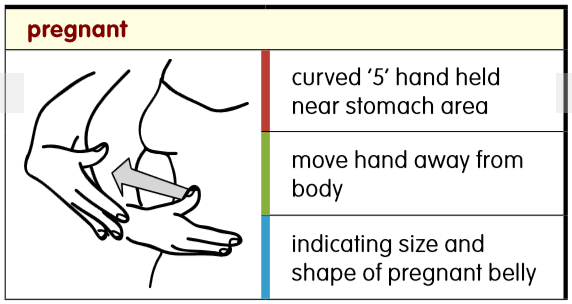 pregnant
curved ‘5’ hand held
near stomach area
move hand away from
body
indicating size and
shape of pregnant belly